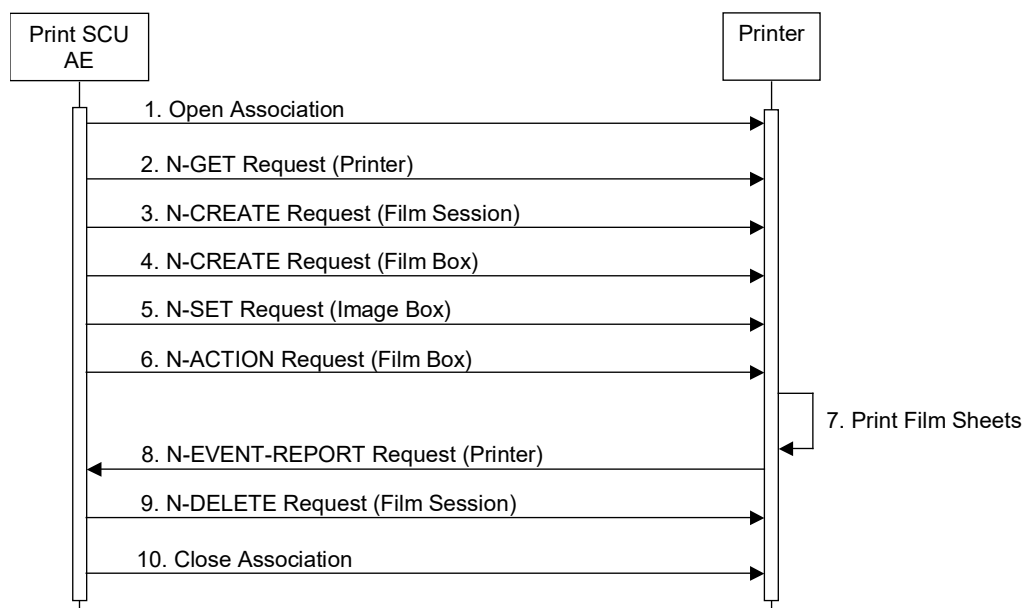 Print SCU
AE
Printer
1. Open Association
2. N-GET Request (Printer)
3. N-CREATE Request (Film Session)
4. N-CREATE Request (Film Box)
5. N-SET Request (Image Box)
6. N-ACTION Request (Film Box)
7. Print Film Sheets
8. N-EVENT-REPORT Request (Printer)
9. N-DELETE Request (Film Session)
10. Close Association